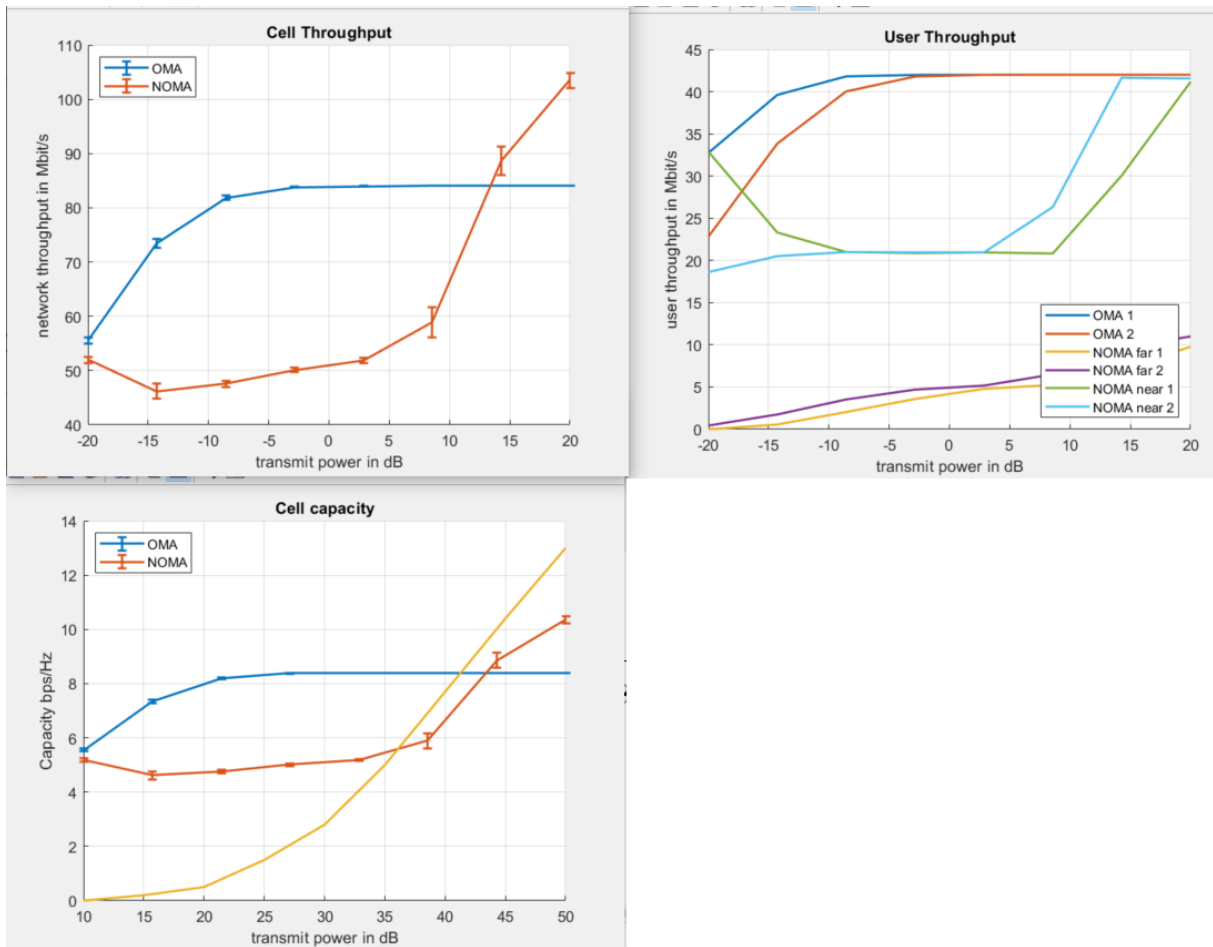 Cell Throughput
OMA
NOMA
network throughput in Mbit/s
110
100
90
80
70
60
50
40
-20 -15 -10 -5 0 5 10 15 20
transmit power in dB
User Throughput
user throughput in Mbit/s
45
40
35
30
25
20
15
10
5
0
OMA 1
OMA 2
NOMA far 1
NOMA far 2
NOMA near 1
NOMA near 2
-20 -15 -10 -5 0 5 10 15 20
transmit power in dB
Cell capacity
OMA
NOMA
Capacity bps/Hz
14
12
10
8
6
4
2
0
10 15 20 25 30 35 40 45 50
transmit power in dB